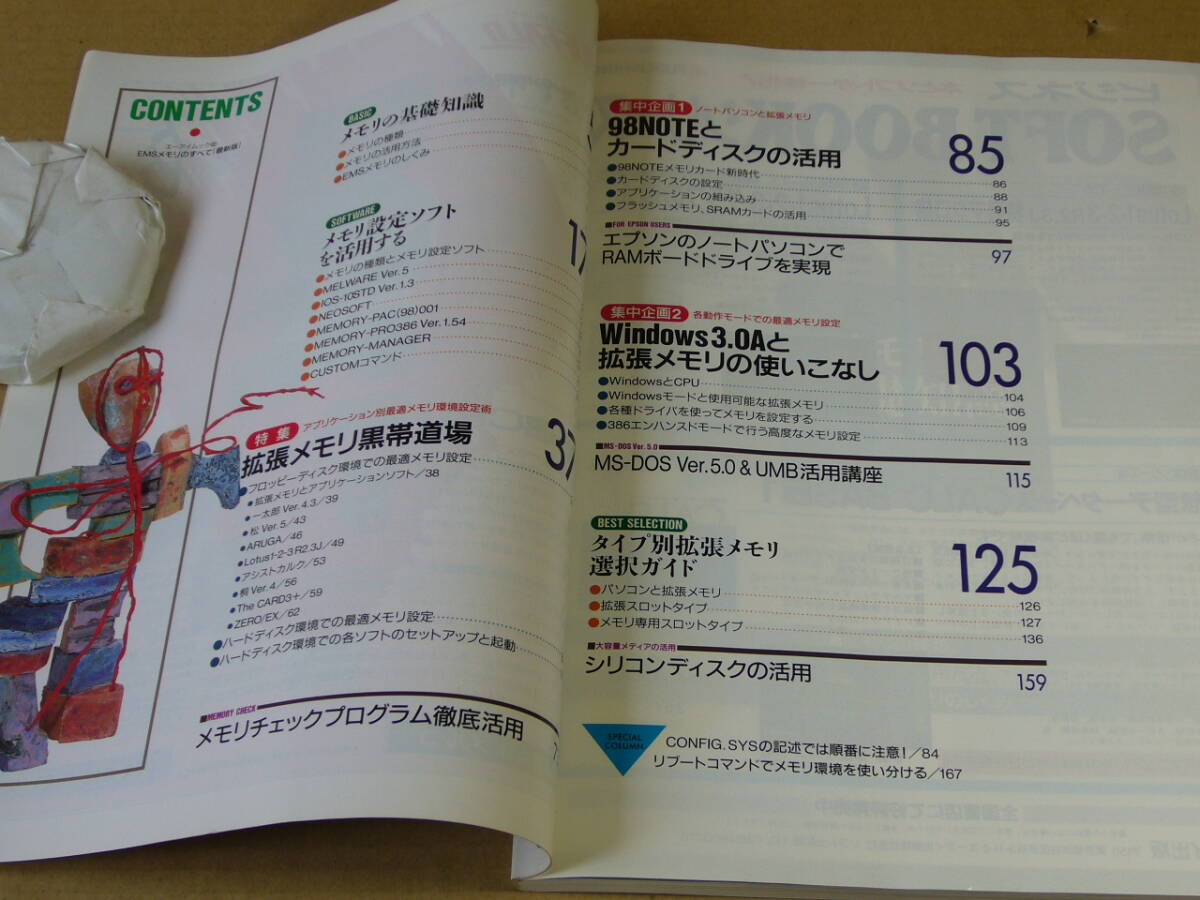 CONTENTS
エーアイムック⑩
EMSメモリのすべて[最新版]
BASIC
メモリの基礎知識
●メモリの種類
●メモリの活用方法
●EMSメモリのしくみ
SOFTWARE
メモリ設定ソフト
を活用する
17
●メモリの種類とメモリ設定ソフト
●MELWARE Ver.5
●IOS-10STD Ver.1.3
●NEOSOFT
●MEMORY-PAC(98)001
●MEMORY-PRO386 Ver.1.54
●MEMORY-MANAGER
●CUSTOMコマンド
特集 アプリケーション別最適メモリ環境設定術
拡張メモリ黒帯道場
37
●フロッピーディスク環境での最適メモリ設定
●拡張メモリとアプリケーションソフト/38
●一太郎 Ver.4.3/39
●松 Ver.5/43
●ARUGA/46
●Lotus1-2-3 R2.3J/49
●アシストカルク/53
●桐 Ver.4/56
●The CARD3+/59
●ZERO/EX/62
●ハードディスク環境での最適メモリ設定
●ハードディスク環境での各ソフトのセットアップと起動
■MEMORY CHECK
メモリチェックプログラム徹底活用
集中企画1 ノートパソコンと拡張メモリ
98NOTEと
カードディスクの活用
85
●98NOTEメモリカード新時代 86
●カードディスクの設定 88
●アプリケーションの組み込み 91
●フラッシュメモリ、SRAMカードの活用 95
■FOR EPSON USERS
エプソンのノートパソコンで
RAMボードドライブを実現
97
集中企画2 各動作モードでの最適メモリ設定
Windows3.0Aと
拡張メモリの使いこなし
103
●WindowsとCPU 104
●Windowsモードと使用可能な拡張メモリ 106
●各種ドライバを使ってメモリを設定する 109
●386エンハンスドモードで行う高度なメモリ設定 113
■MS-DOS Ver.5.0
MS-DOS Ver.5.0 & UMB活用講座 115
BEST SELECTION
タイプ別拡張メモリ
選択ガイド
125
●パソコンと拡張メモリ 126
●拡張スロットタイプ 127
●メモリ専用スロットタイプ 136
■大容量メディアの活用
シリコンディスクの活用 159
SPECIAL
COLUMN
CONFIG.SYSの記述では順番に注意!/84
リブートコマンドでメモリ環境を使い分ける/167